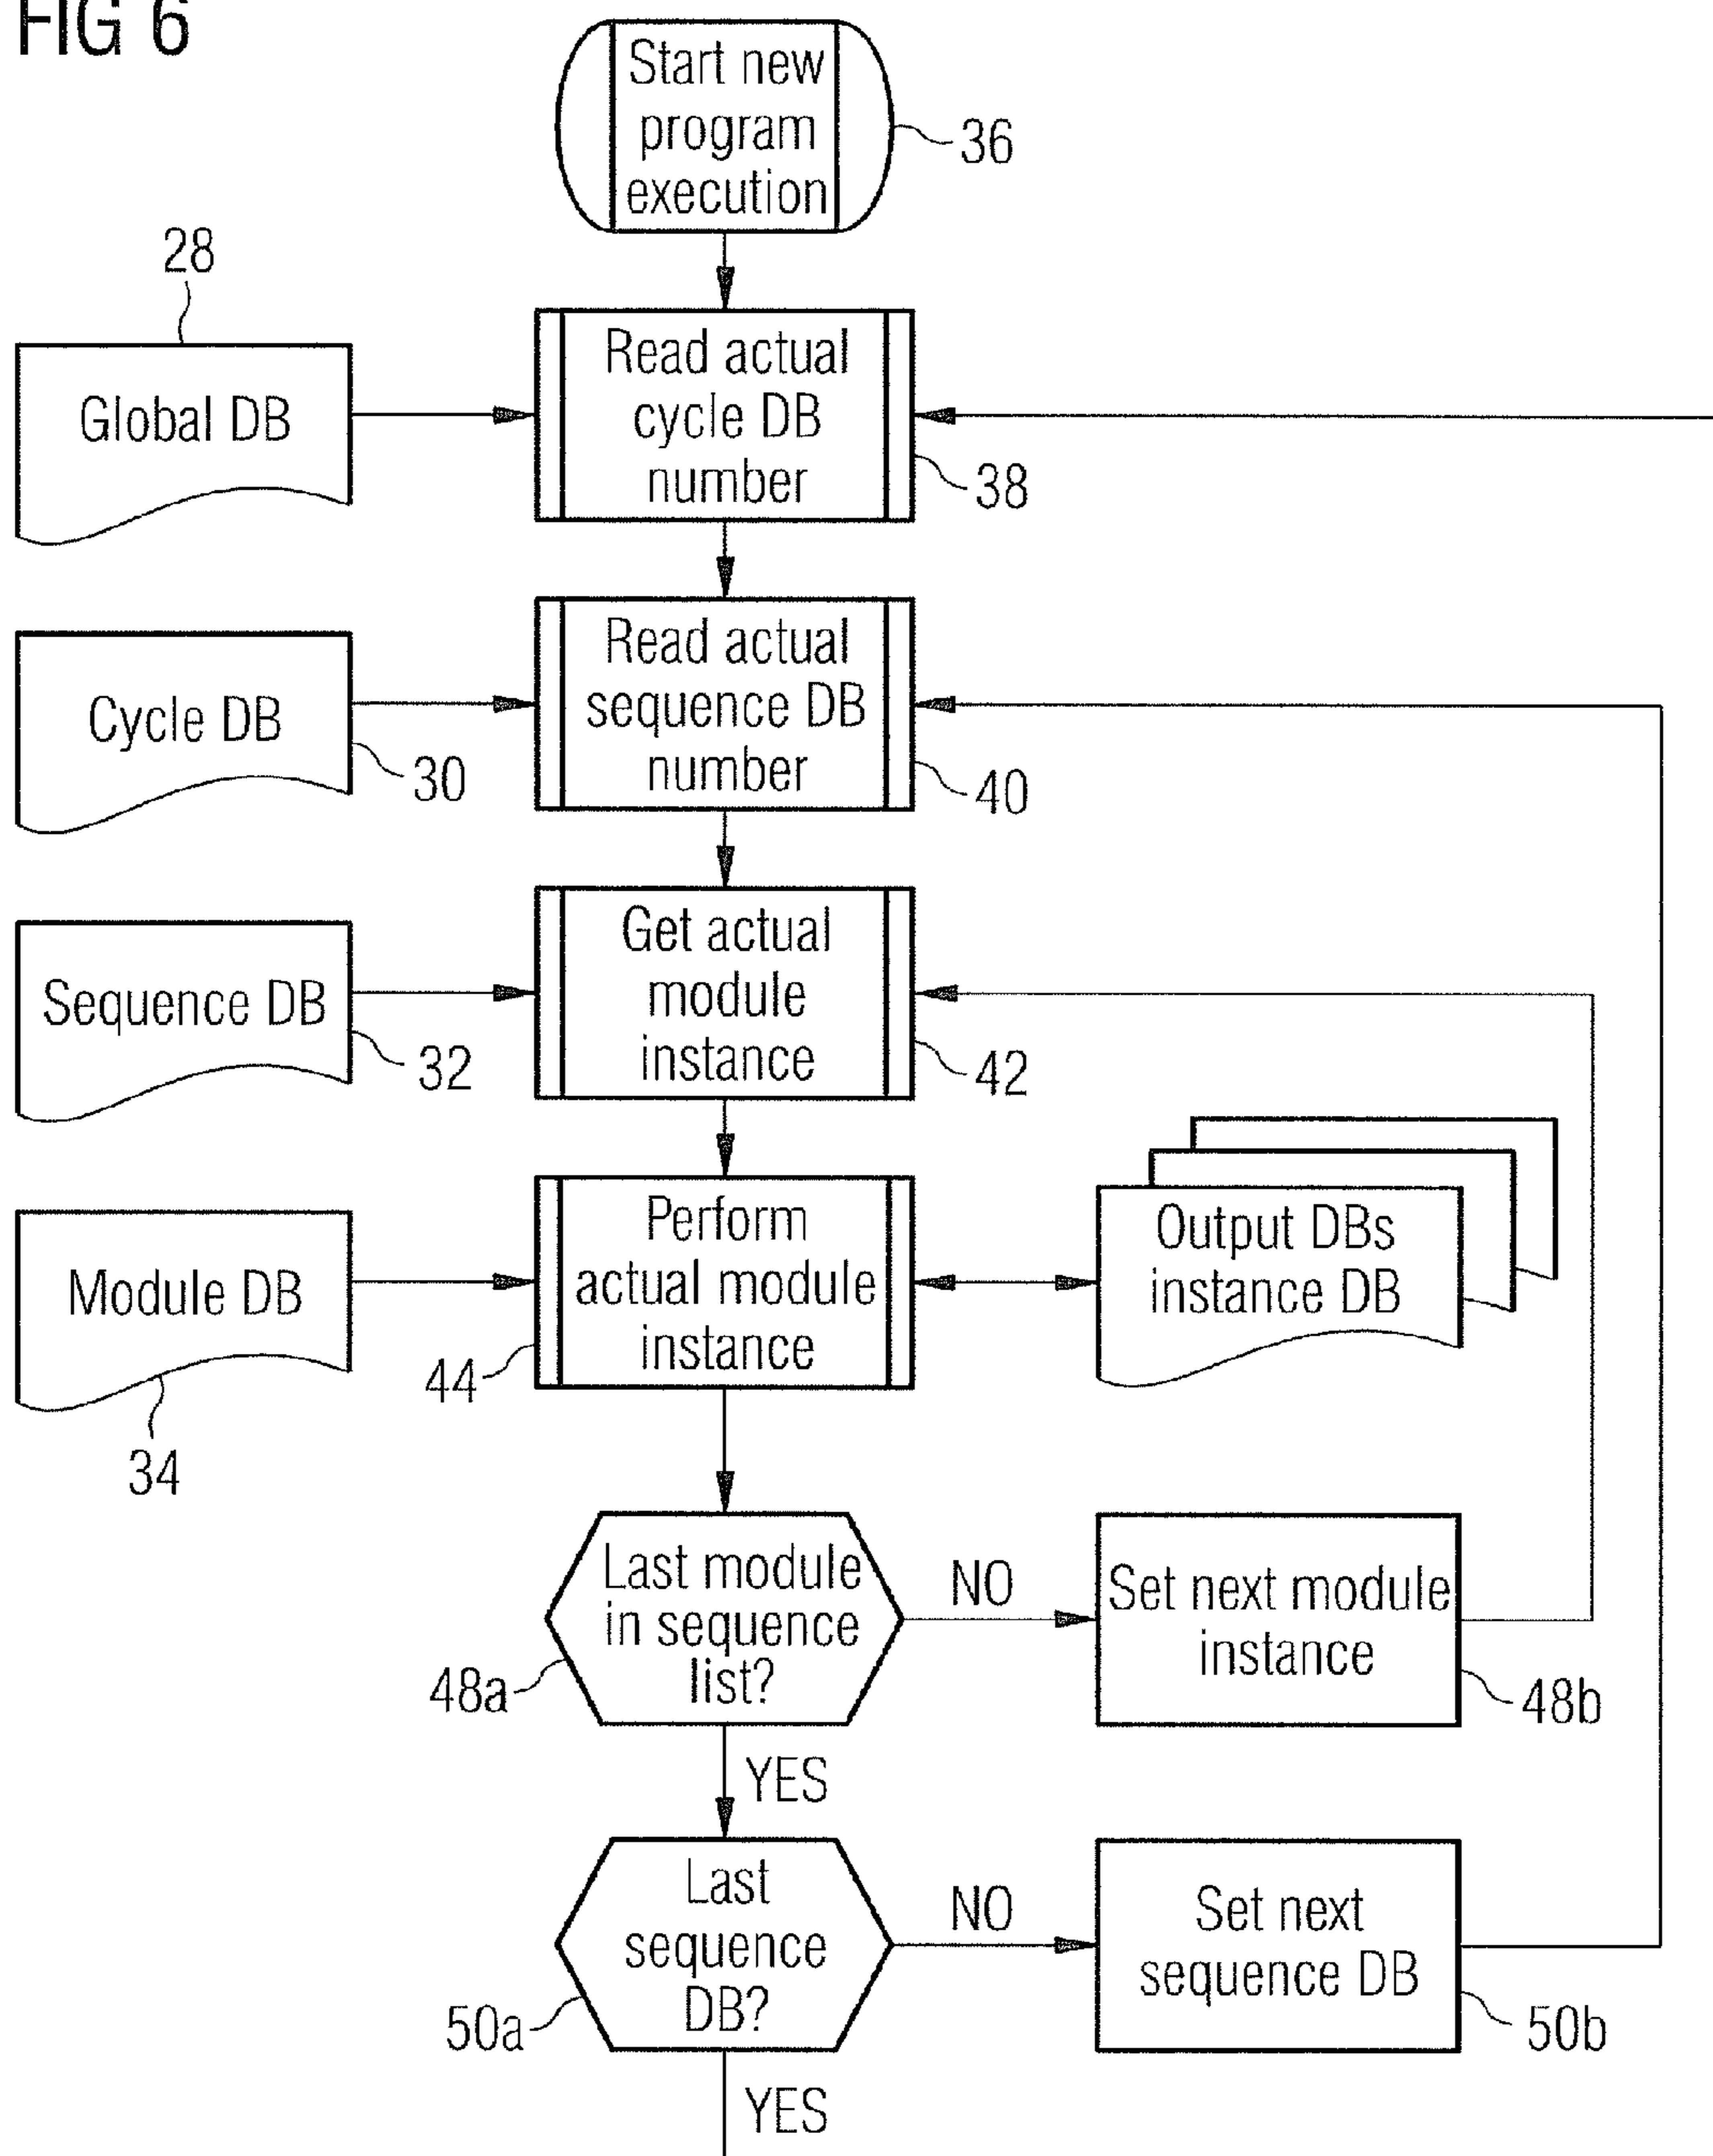 FIG 6
Start new
program
execution
36
28
Global DB
Read actual
cycle DB
number
38
Cycle DB
30
Read actual
sequence DB
number
40
Sequence DB
32
Get actual
module
instance
42
Module DB
34
Perform
actual module
instance
44
Output DBs
instance DB
Last module
in sequence
list?
48a
NO
Set next module
instance
48b
YES
Last
sequence
DB?
50a
NO
Set next
sequence DB
50b
YES